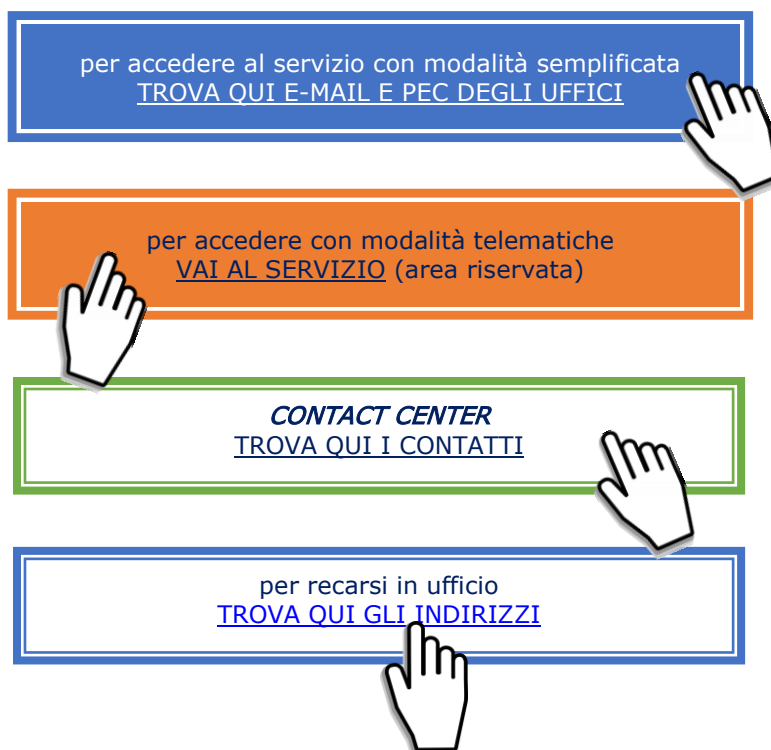 per accedere al servizio con modalità semplificata
TROVA QUI E-MAIL E PEC DEGLI UFFICI
per accedere con modalità telematiche
VAI AL SERVIZIO (area riservata)
CONTACT CENTER
TROVA QUI I CONTATTI
per recarsi in ufficio
TROVA QUI GLI INDIRIZZI